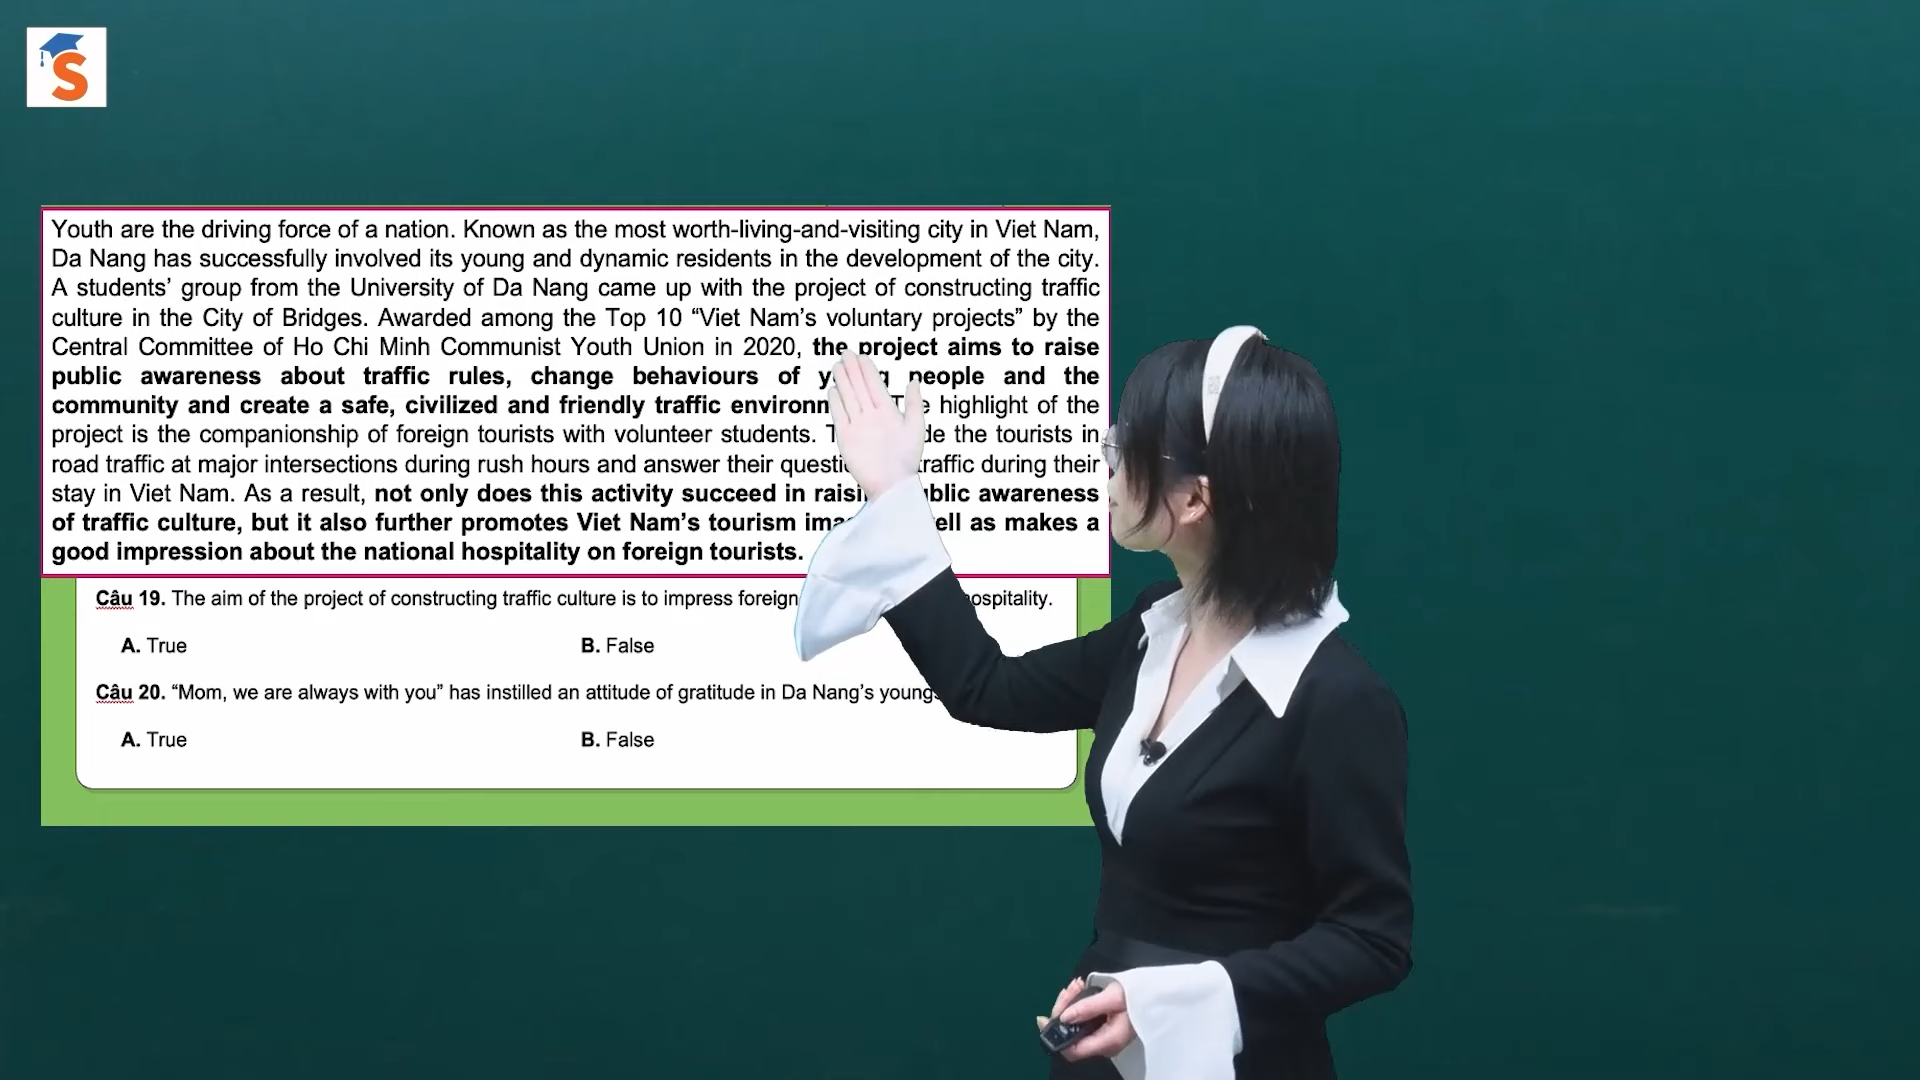 S
Youth are the driving force of a nation. Known as the most worth-living-and-visiting city in Viet Nam,
Da Nang has successfully involved its young and dynamic residents in the development of the city.
A students’ group from the University of Da Nang came up with the project of constructing traffic
culture in the City of Bridges. Awarded among the Top 10 “Viet Nam’s voluntary projects” by the
Central Committee of Ho Chi Minh Communist Youth Union in 2020, the project aims to raise
public awareness about traffic rules, change behaviours of people and the
community and create a safe, civilized and friendly traffic highlight of the
project is the companionship of foreign tourists with volunteer students. the tourists in
road traffic at major intersections during rush hours and answer their traffic during their
stay in Viet Nam. As a result, not only does this activity succeed in awareness
of traffic culture, but it also further promotes Viet Nam’s tourism as makes a
good impression about the national hospitality on foreign tourists.
Câu 19. The aim of the project of constructing traffic culture is to impress foreign
A. True B. False
Câu 20. “Mom, we are always with you” has instilled an attitude of gratitude in Da Nang’s
A. True B. False